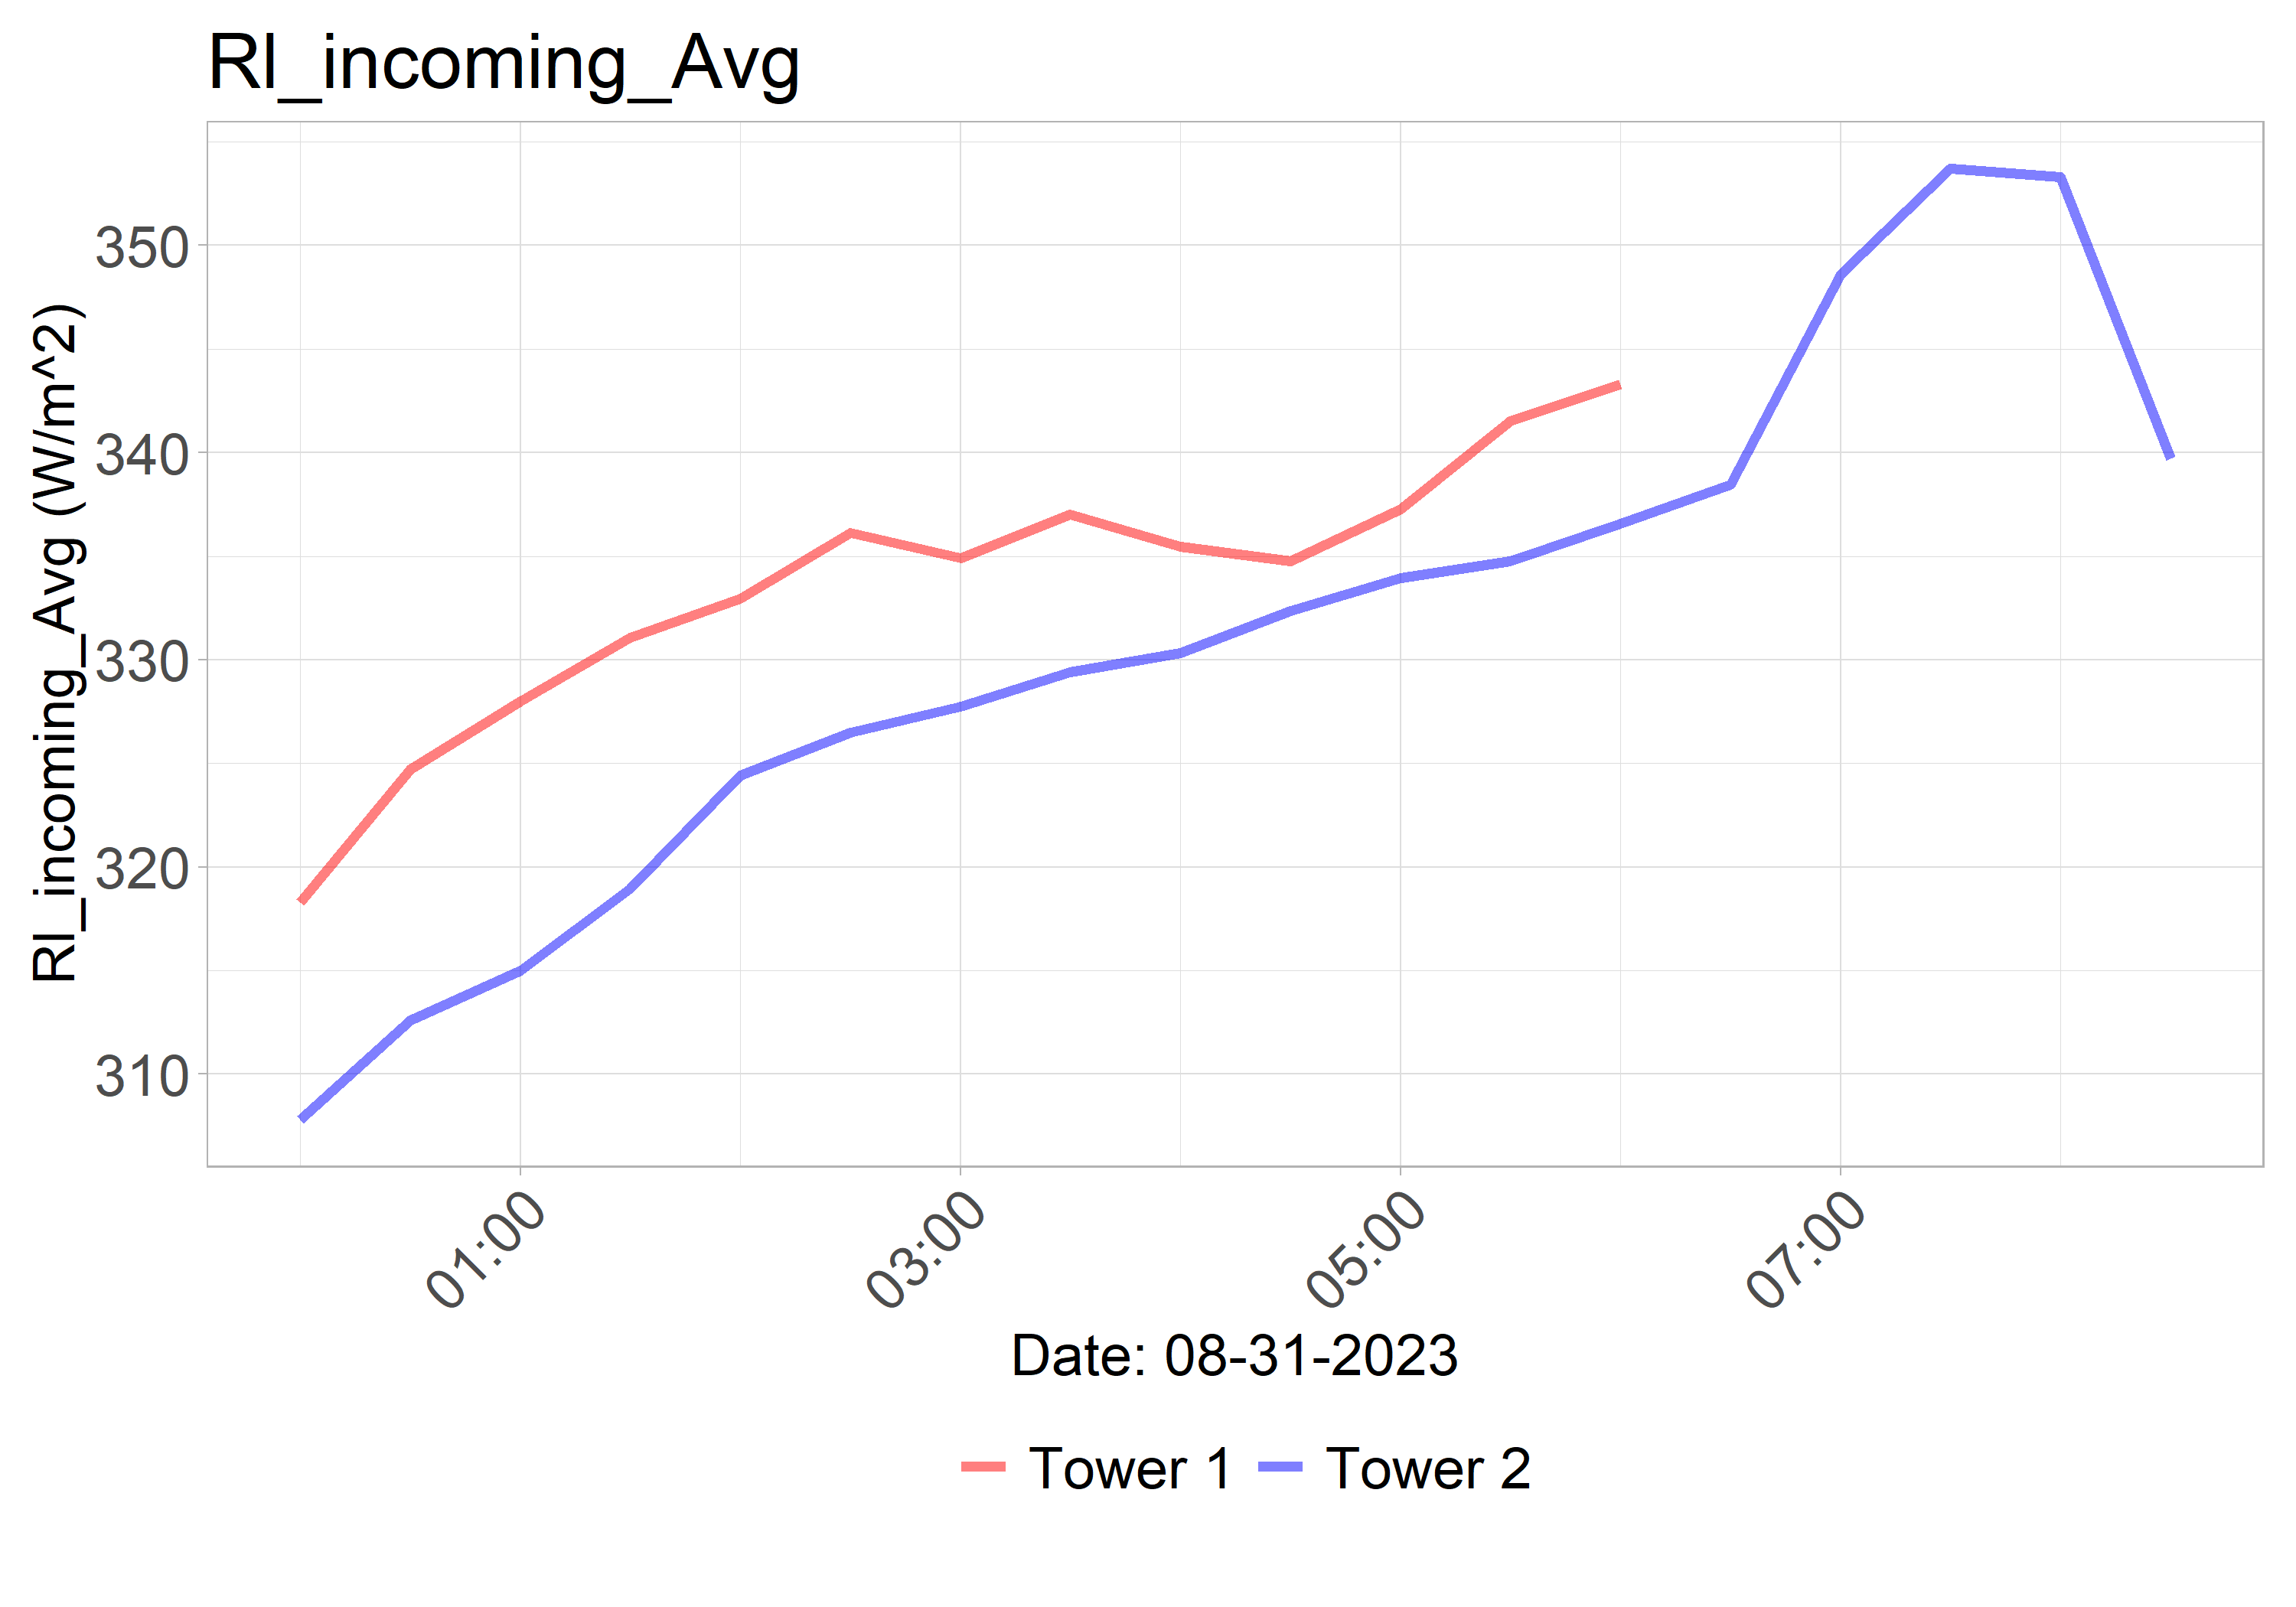 Rl_incoming_Avg
Rl_incoming_Avg (W/m^2)
350
340
330
320
310
01:00
03:00
05:00
07:00
Date: 08-31-2023
Tower 1
Tower 2